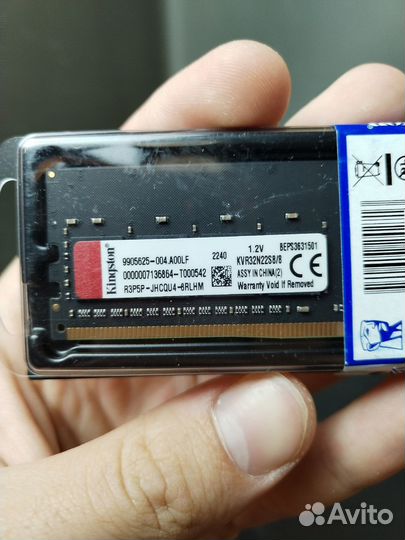 Kingston
9905625-004.A00LF
0000007136864-T000542
R3P5P-JHCQU4-6RLHM
2240
1.2V
BEPS3631501
KVR32N22S8/8
ASSY IN CHINA(2)
Warranty Void If Removed
CE
Avito